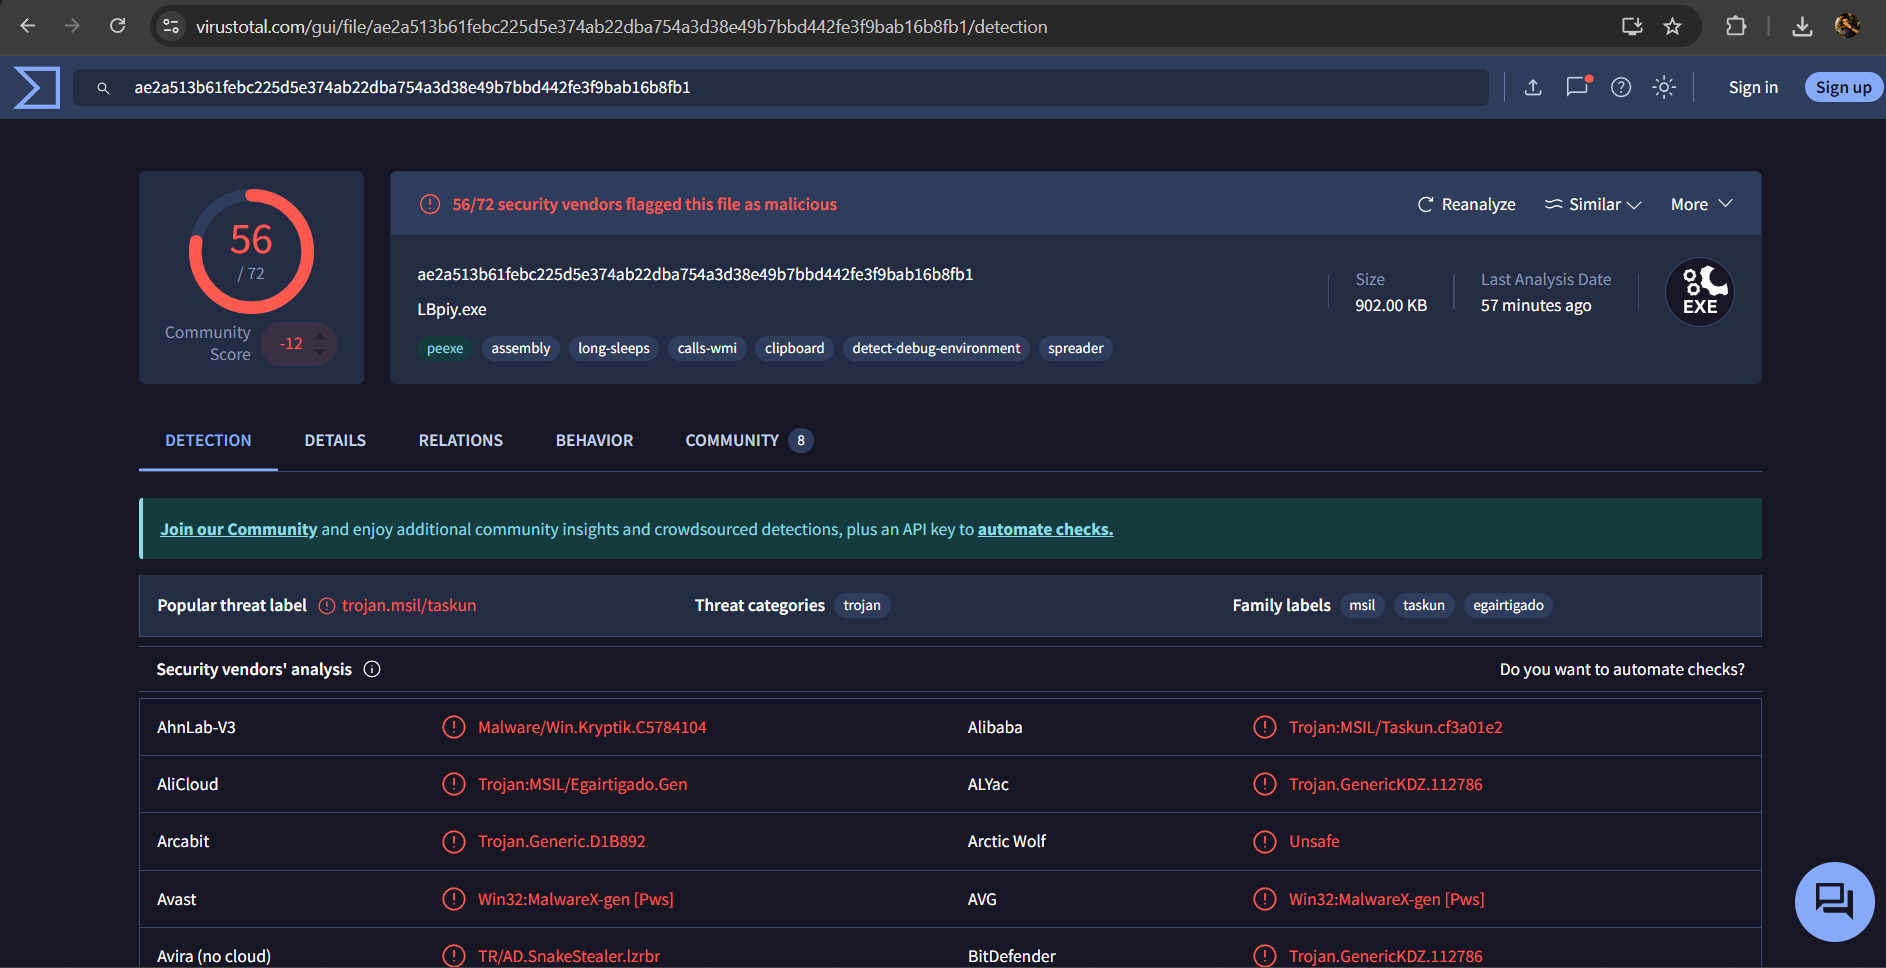 virustotal.com/gui/file/ae2a513b61febc225d5e374ab22dba754a3d38e49b7bbd442fe3f9bab16b8fb1/detection
ae2a513b61febc225d5e374ab22dba754a3d38e49b7bbd442fe3f9bab16b8fb1
Sign in
Sign up
56
/ 72
Community
Score
-12
56/72 security vendors flagged this file as malicious
Reanalyze
Similar
More
ae2a513b61febc225d5e374ab22dba754a3d38e49b7bbd442fe3f9bab16b8fb1
LBpiy.exe
Size
902.00 KB
Last Analysis Date
57 minutes ago
EXE
peexe assembly long-sleeps calls-wmi clipboard detect-debug-environment spreader
DETECTION DETAILS RELATIONS BEHAVIOR COMMUNITY 8
Join our Community and enjoy additional community insights and crowdsourced detections, plus an API key to automate checks.
Popular threat label trojan.msil/taskun Threat categories trojan Family labels msil taskun egairtigado
Security vendors' analysis Do you want to automate checks?
AhnLab-V3 Malware/Win.Kryptik.C5784104 Alibaba Trojan:MSIL/Taskun.cf3a01e2
AliCloud Trojan:MSIL/Egairtigado.Gen ALYac Trojan.GenericKDZ.112786
Arcabit Trojan.Generic.D1B892 Arctic Wolf Unsafe
Avast Win32:MalwareX-gen [Pws] AVG Win32:MalwareX-gen [Pws]
Avira (no cloud) TR/AD.SnakeStealer.lzrbr BitDefender Trojan.GenericKDZ.112786